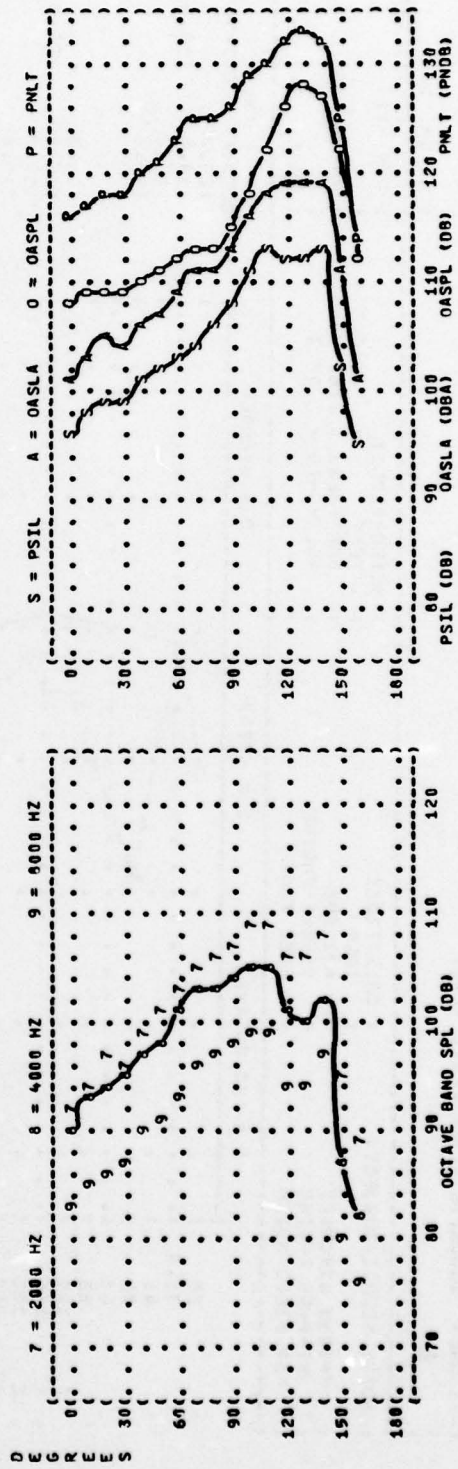 DEGREES
7 = 2000 HZ 8 = 4000 HZ 9 = 8000 HZ
0
30
60
90
120
150
180
70 80 90 100 110 120
OCTAVE BAND SPL (DB)
S = PSIL A = OASLA O = OASPL P = PNLT
0
30
60
90
120
150
180
80 90 100 110 120 130
PSIL (DB) OASLA (DBA) OASPL (DB) PNLT (PNDB)